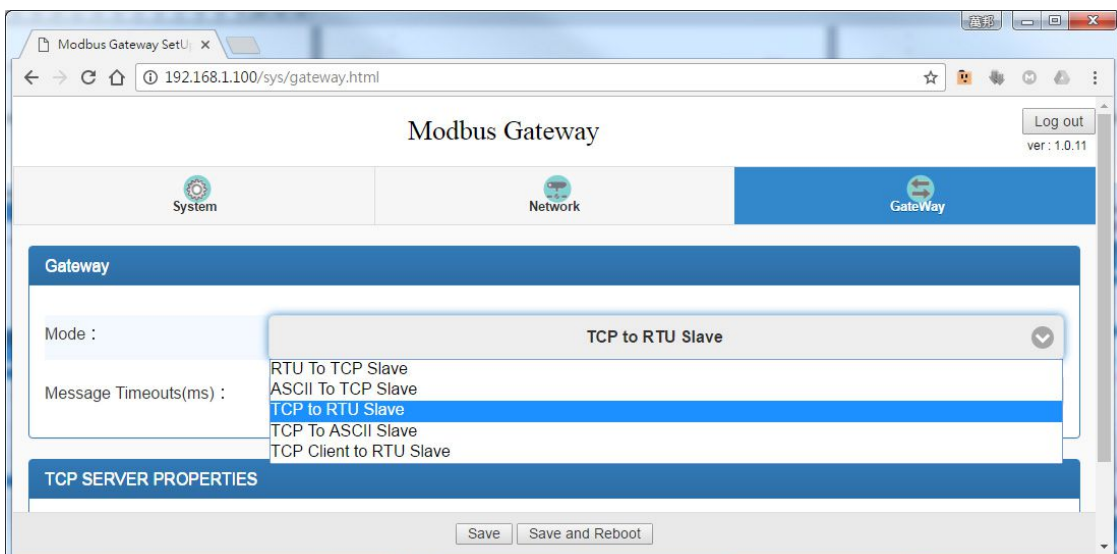 萬邦
Modbus Gateway SetU
192.168.1.100/sys/gateway.html
Modbus Gateway
Log out
ver : 1.0.11
System
Network
GateWay
Gateway
Mode :
TCP to RTU Slave
RTU To TCP Slave
ASCII To TCP Slave
Message Timeouts(ms) :
TCP to RTU Slave
TCP To ASCII Slave
TCP Client to RTU Slave
TCP SERVER PROPERTIES
Save
Save and Reboot